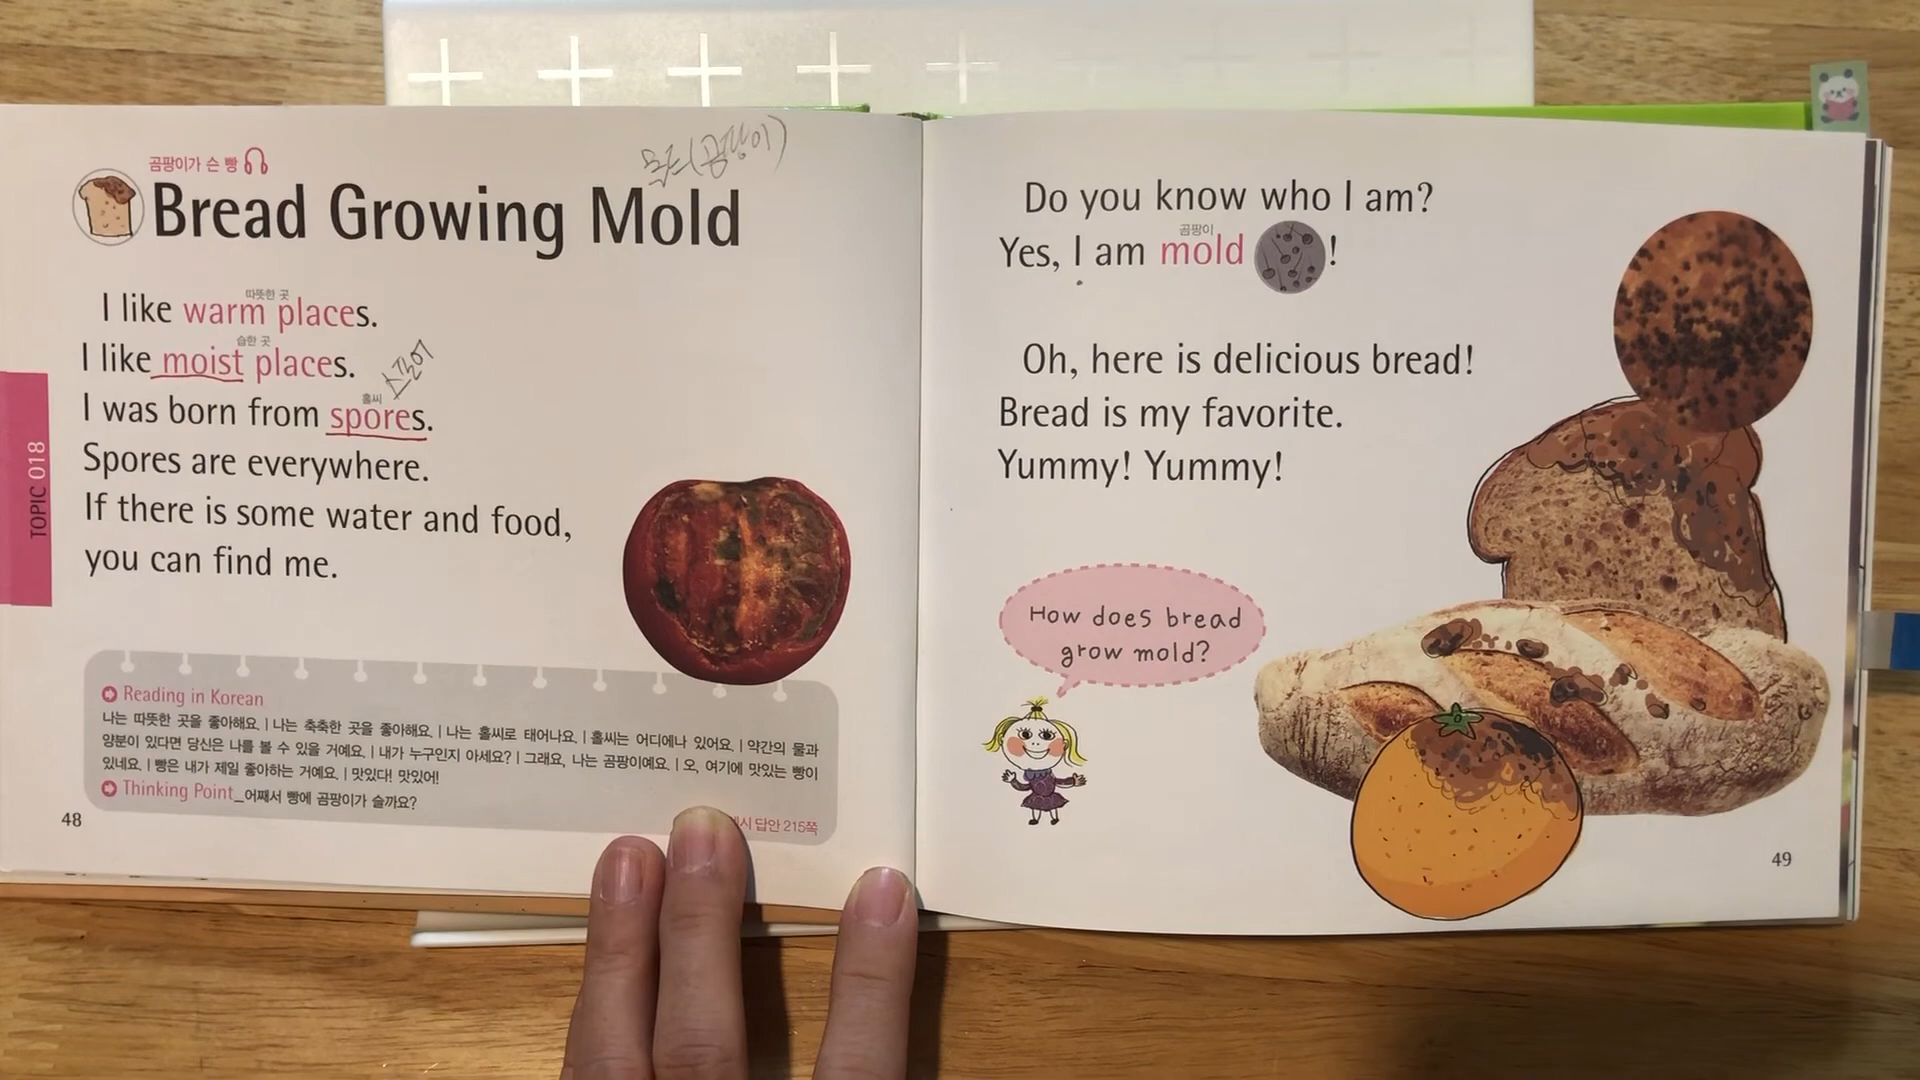 곰팡이가 슨 빵
몰드(곰팡이)
Bread Growing Mold
따뜻한 곳
I like warm places.
습한 곳
I like moist places.
홀씨
I was born from spores.
Spores are everywhere.
If there is some water and food,
you can find me.
TOPIC 018
Reading in Korean
나는 따뜻한 곳을 좋아해요. | 나는 축축한 곳을 좋아해요. | 나는 홀씨로 태어나요. | 홀씨는 어디에나 있어요. | 약간의 물과
양분이 있다면 당신은 나를 볼 수 있을 거예요. | 내가 누구인지 아세요? | 그래요, 나는 곰팡이예요. | 오, 여기에 맛있는 빵이
있네요. | 빵은 내가 제일 좋아하는 거예요. | 맛있다! 맛있어!
Thinking Point_어째서 빵에 곰팡이가 슬까요?
답안 215쪽
48
Do you know who I am?
곰팡이
Yes, I am mold !
Oh, here is delicious bread!
Bread is my favorite.
Yummy! Yummy!
How does bread
grow mold?
49